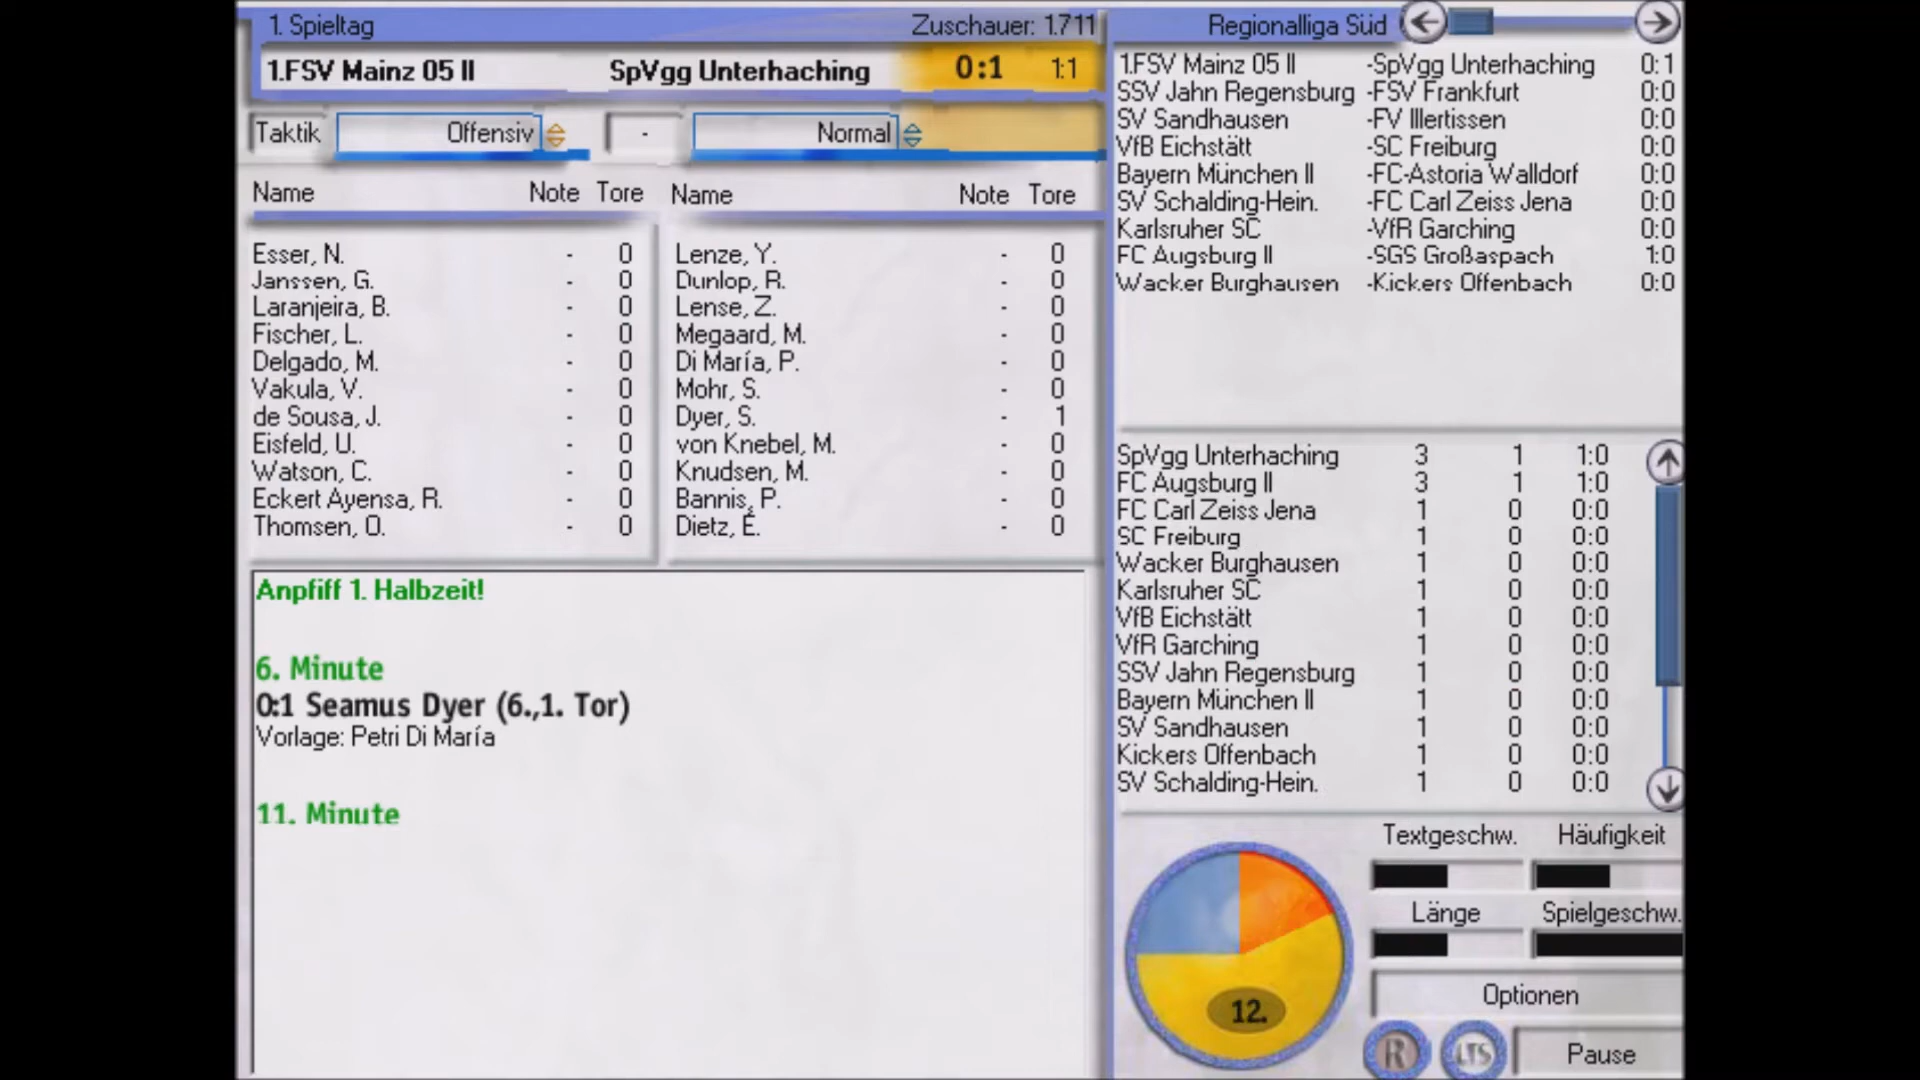 1. Spieltag Zuschauer: 1.711
1.FSV Mainz 05 II SpVgg Unterhaching 0:1 1:1
Taktik Offensiv - Normal
Name Note Tore Name Note Tore
Esser, N. - 0 Lenze, Y. - 0
Janssen, G. - 0 Dunlop, R. - 0
Laranjeira, B. - 0 Lense, Z. - 0
Fischer, L. - 0 Megaard, M. - 0
Delgado, M. - 0 Di María, P. - 0
Vakula, V. - 0 Mohr, S. - 0
de Sousa, J. - 0 Dyer, S. - 1
Eisfeld, U. - 0 von Knebel, M. - 0
Watson, C. - 0 Knudsen, M. - 0
Eckert Ayensa, R. - 0 Bannis, P. - 0
Thomsen, O. - 0 Dietz, É. - 0
Anpfiff 1. Halbzeit!
6. Minute
0:1 Seamus Dyer (6.,1. Tor)
Vorlage: Petri Di María
11. Minute
Regionalliga Süd
1.FSV Mainz 05 II -SpVgg Unterhaching 0:1
SSV Jahn Regensburg -FSV Frankfurt 0:0
SV Sandhausen -FV Illertissen 0:0
VfB Eichstätt -SC Freiburg 0:0
Bayern München II -FC-Astoria Walldorf 0:0
SV Schalding-Hein. -FC Carl Zeiss Jena 0:0
Karlsruher SC -VfR Garching 0:0
FC Augsburg II -SGS Großaspach 1:0
Wacker Burghausen -Kickers Offenbach 0:0
SpVgg Unterhaching 3 1 1:0
FC Augsburg II 3 1 1:0
FC Carl Zeiss Jena 1 0 0:0
SC Freiburg 1 0 0:0
Wacker Burghausen 1 0 0:0
Karlsruher SC 1 0 0:0
VfB Eichstätt 1 0 0:0
VfR Garching 1 0 0:0
SSV Jahn Regensburg 1 0 0:0
Bayern München II 1 0 0:0
SV Sandhausen 1 0 0:0
Kickers Offenbach 1 0 0:0
SV Schalding-Hein. 1 0 0:0
Textgeschw. Häufigkeit
Länge Spielgeschw.
12.
Optionen
R LTS Pause